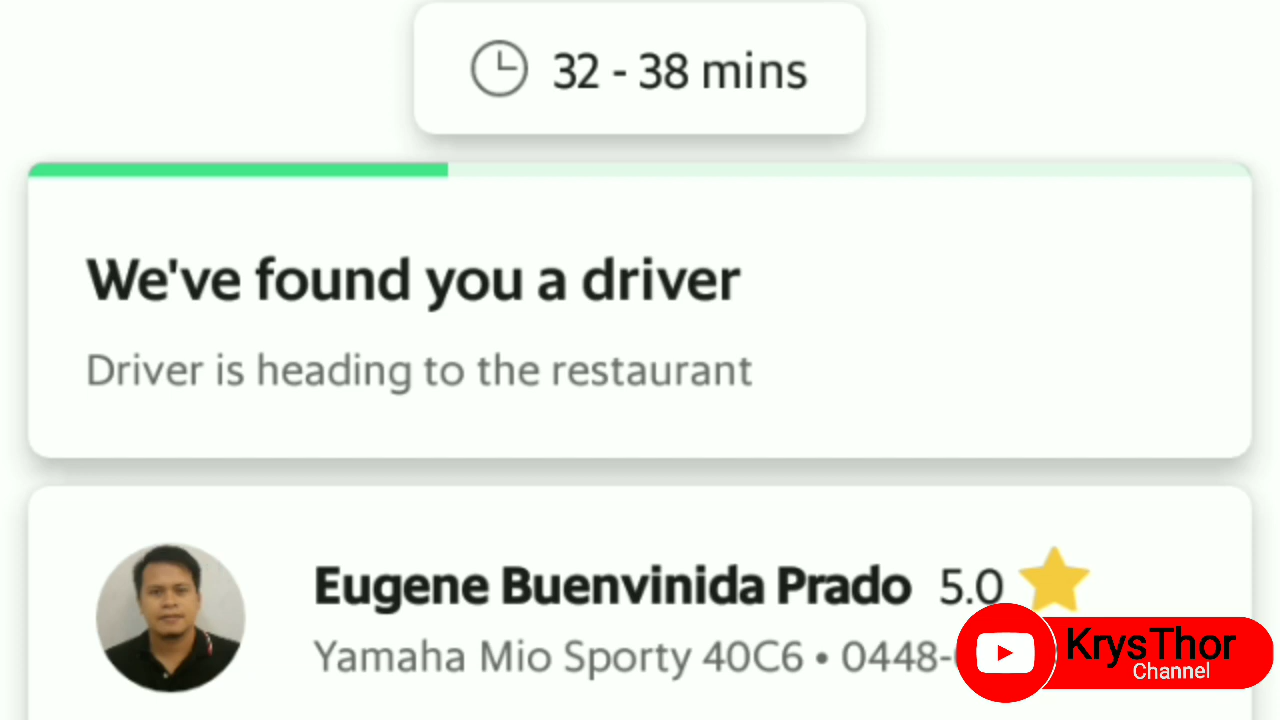 32 - 38 mins
We've found you a driver
Driver is heading to the restaurant
Eugene Buenvinida Prado 5.0
Yamaha Mio Sporty 40C6 • 0448-
KrysThor
Channel